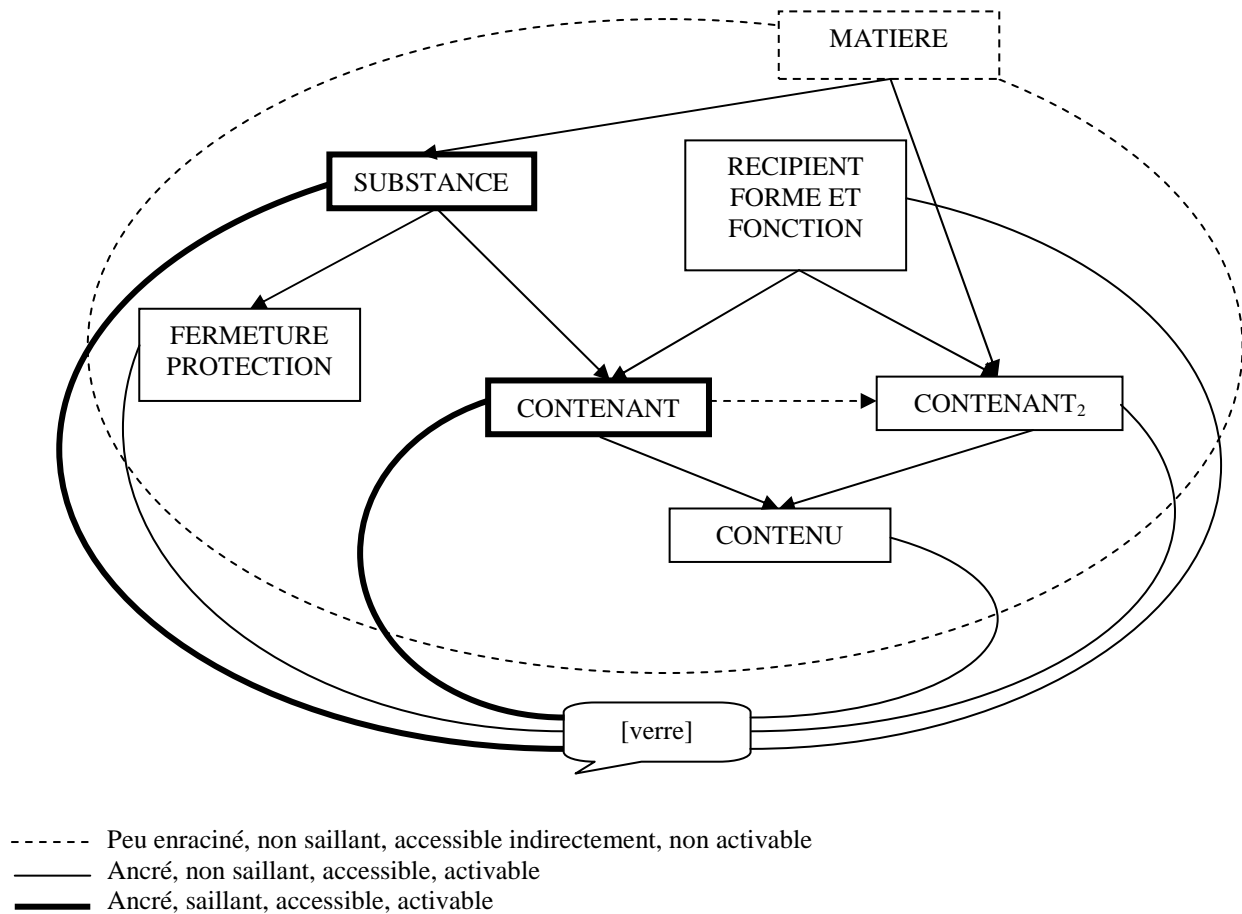 MATIERE
SUBSTANCE
RECIPIENT
FORME ET
FONCTION
FERMETURE
PROTECTION
CONTENANT
CONTENANT₂
CONTENU
[verre]
Peu enraciné, non saillant, accessible indirectement, non activable
Ancré, non saillant, accessible, activable
Ancré, saillant, accessible, activable